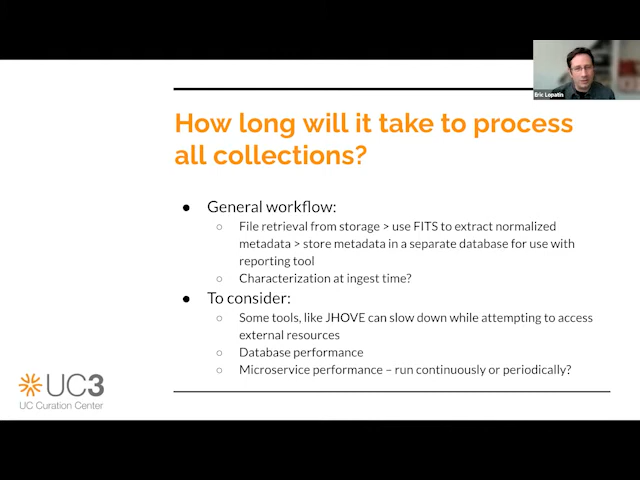 Eric Lopatin
How long will it take to process
all collections?
● General workflow:
○ File retrieval from storage > use FITS to extract normalized
metadata > store metadata in a separate database for use with
reporting tool
○ Characterization at ingest time?
● To consider:
○ Some tools, like JHOVE can slow down while attempting to access
external resources
○ Database performance
○ Microservice performance – run continuously or periodically?
UC3
UC Curation Center